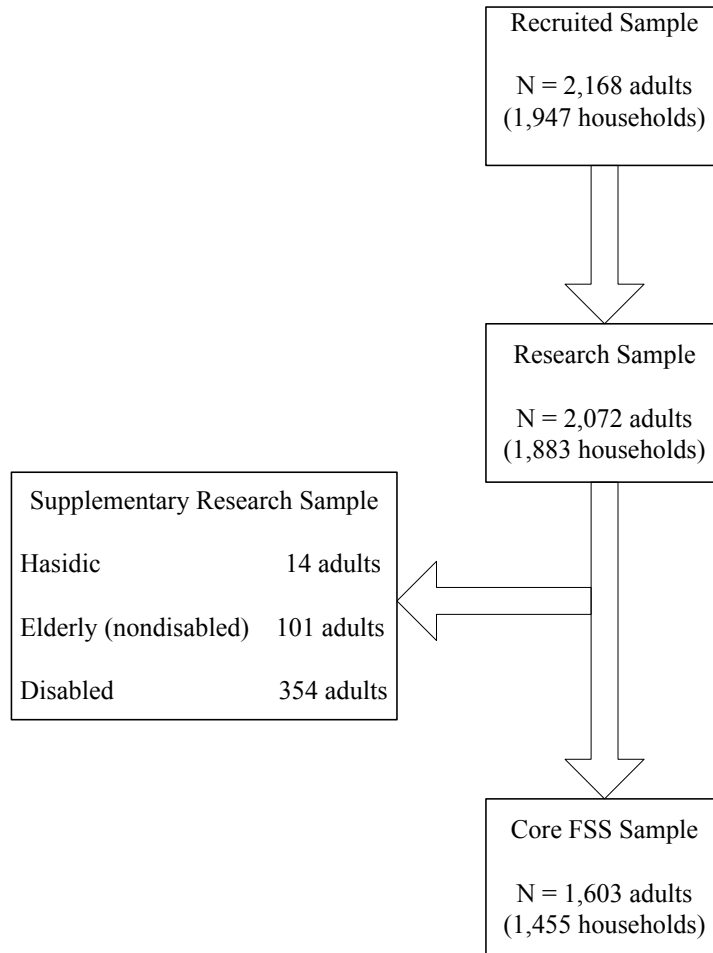 Recruited Sample
N = 2,168 adults
(1,947 households)
Research Sample
N = 2,072 adults
(1,883 households)
Supplementary Research Sample
Hasidic 14 adults
Elderly (nondisabled) 101 adults
Disabled 354 adults
Core FSS Sample
N = 1,603 adults
(1,455 households)